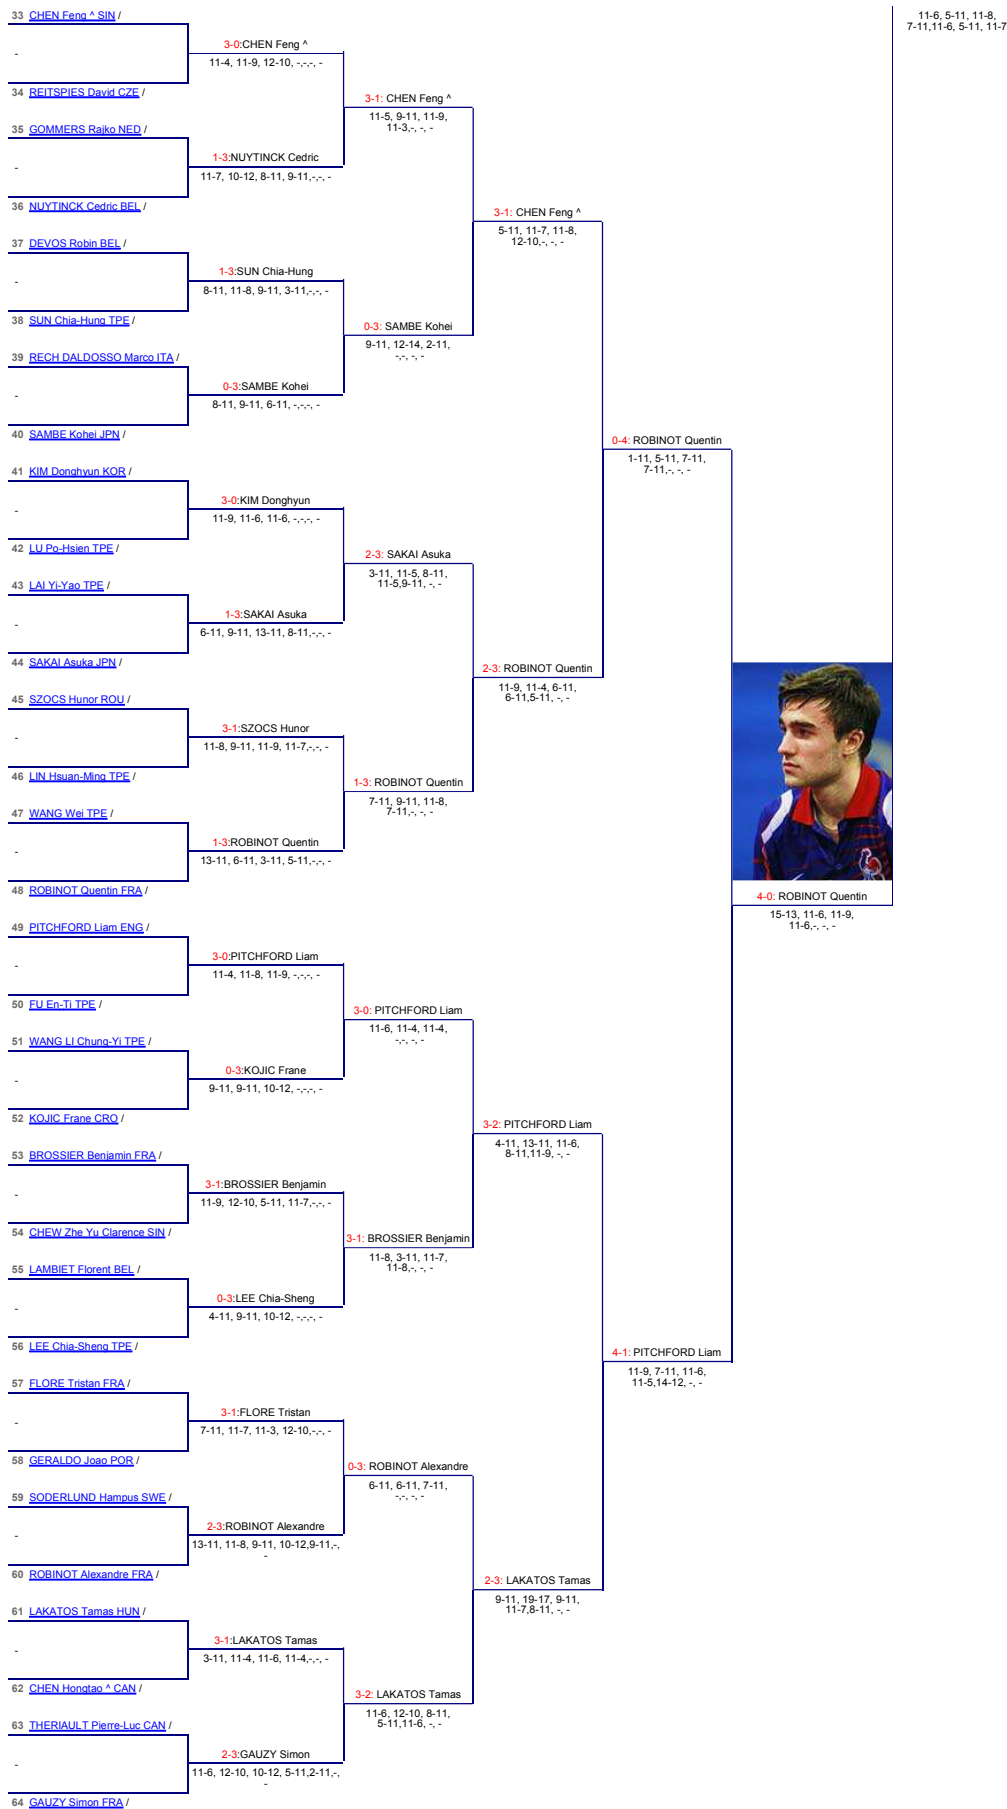 11-6, 5-11, 11-8,
7-11,11-6, 5-11, 11-7
33 CHEN Feng ^ SIN /
-
3-0:CHEN Feng ^
11-4, 11-9, 12-10, -,-,-, -
34 REITSPIES David CZE /
3-1: CHEN Feng ^
11-5, 9-11, 11-9,
11-3,-, -, -
35 GOMMERS Rajko NED /
-
1-3:NUYTINCK Cedric
11-7, 10-12, 8-11, 9-11,-,-, -
36 NUYTINCK Cedric BEL /
3-1: CHEN Feng ^
5-11, 11-7, 11-8,
12-10,-, -, -
37 DEVOS Robin BEL /
-
1-3:SUN Chia-Hung
8-11, 11-8, 9-11, 3-11,-,-, -
38 SUN Chia-Hung TPE /
0-3: SAMBE Kohei
9-11, 12-14, 2-11,
-,-, -, -
39 RECH DALDOSSO Marco ITA /
-
0-3:SAMBE Kohei
8-11, 9-11, 6-11, -,-,-, -
40 SAMBE Kohei JPN /
0-4: ROBINOT Quentin
1-11, 5-11, 7-11,
7-11,-, -, -
41 KIM Donghyun KOR /
-
3-0:KIM Donghyun
11-9, 11-6, 11-6, -,-,-, -
42 LU Po-Hsien TPE /
2-3: SAKAI Asuka
3-11, 11-5, 8-11,
11-5,9-11, -, -
43 LAI Yi-Yao TPE /
-
1-3:SAKAI Asuka
6-11, 9-11, 13-11, 8-11,-,-, -
44 SAKAI Asuka JPN /
2-3: ROBINOT Quentin
11-9, 11-4, 6-11,
6-11,5-11, -, -
45 SZOCS Hunor ROU /
-
3-1:SZOCS Hunor
11-8, 9-11, 11-9, 11-7,-,-, -
46 LIN Hsuan-Ming TPE /
1-3: ROBINOT Quentin
7-11, 9-11, 11-8,
7-11,-, -, -
47 WANG Wei TPE /
-
1-3:ROBINOT Quentin
13-11, 6-11, 3-11, 5-11,-,-, -
48 ROBINOT Quentin FRA /
4-0: ROBINOT Quentin
15-13, 11-6, 11-9,
11-6,-, -, -
49 PITCHFORD Liam ENG /
-
3-0:PITCHFORD Liam
11-4, 11-8, 11-9, -,-,-, -
50 FU En-Ti TPE /
3-0: PITCHFORD Liam
11-6, 11-4, 11-4,
-,-, -, -
51 WANG LI Chung-Yi TPE /
-
0-3:KOJIC Frane
9-11, 9-11, 10-12, -,-,-, -
52 KOJIC Frane CRO /
3-2: PITCHFORD Liam
4-11, 13-11, 11-6,
8-11,11-9, -, -
53 BROSSIER Benjamin FRA /
-
3-1:BROSSIER Benjamin
11-9, 12-10, 5-11, 11-7,-,-, -
54 CHEW Zhe Yu Clarence SIN /
3-1: BROSSIER Benjamin
11-8, 3-11, 11-7,
11-8,-, -, -
55 LAMBIET Florent BEL /
-
0-3:LEE Chia-Sheng
4-11, 9-11, 10-12, -,-,-, -
56 LEE Chia-Sheng TPE /
4-1: PITCHFORD Liam
11-9, 7-11, 11-6,
11-5,14-12, -, -
57 FLORE Tristan FRA /
-
3-1:FLORE Tristan
7-11, 11-7, 11-3, 12-10,-,-, -
58 GERALDO Joao POR /
0-3: ROBINOT Alexandre
6-11, 6-11, 7-11,
-,-, -, -
59 SODERLUND Hampus SWE /
-
2-3:ROBINOT Alexandre
13-11, 11-8, 9-11, 10-12,9-11,-,
-
60 ROBINOT Alexandre FRA /
2-3: LAKATOS Tamas
9-11, 19-17, 9-11,
11-7,8-11, -, -
61 LAKATOS Tamas HUN /
-
3-1:LAKATOS Tamas
3-11, 11-4, 11-6, 11-4,-,-, -
62 CHEN Hongtao ^ CAN /
3-2: LAKATOS Tamas
11-6, 12-10, 8-11,
5-11,11-6, -, -
63 THERIAULT Pierre-Luc CAN /
-
2-3:GAUZY Simon
11-6, 12-10, 10-12, 5-11,2-11,-,
-
64 GAUZY Simon FRA /